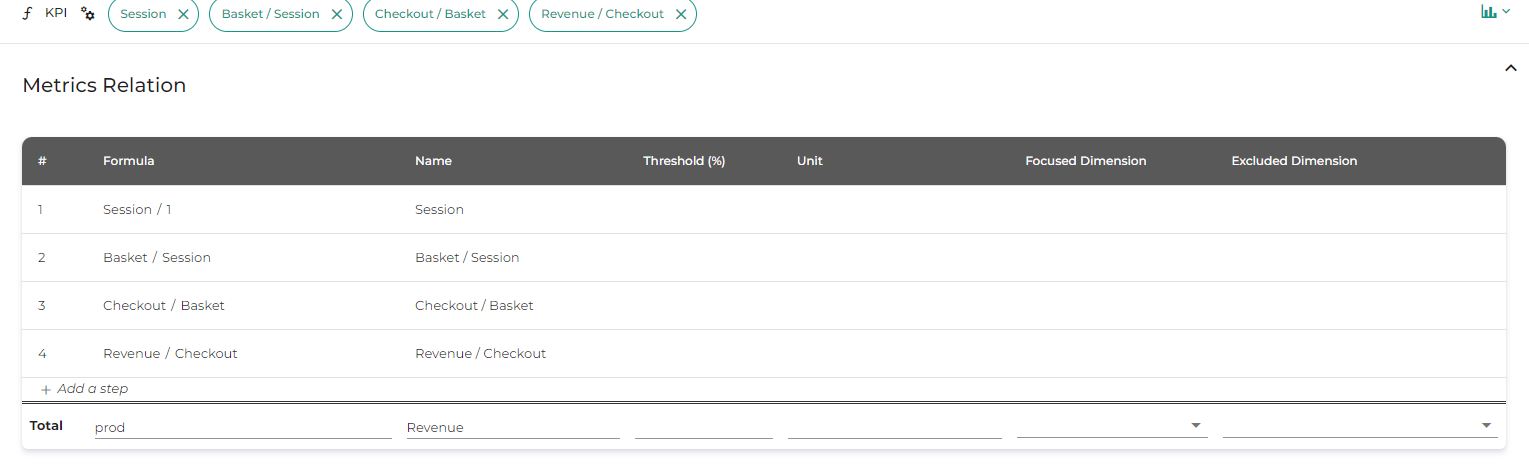 KPI Session Basket / Session Checkout / Basket Revenue / Checkout
Metrics Relation
# Formula Name Threshold (%) Unit Focused Dimension Excluded Dimension
1 Session / 1 Session
2 Basket / Session Basket / Session
3 Checkout / Basket Checkout / Basket
4 Revenue / Checkout Revenue / Checkout
+ Add a step
Total prod Revenue